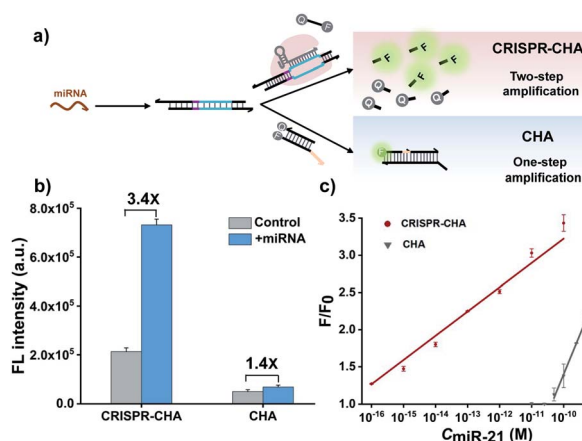 a)
Q
F
miRNA
F
F
F
F
Q
Q
Q
Q
CRISPR-CHA
Two-step
amplification
F
Q
F
CHA
One-step
amplification
b)
FL intensity (a.u.)
8.0x10⁵
6.0x10⁵
4.0x10⁵
2.0x10⁵
0.0
3.4X
1.4X
Control
+miRNA
CRISPR-CHA
CHA
c)
F/F₀
3.5
3.0
2.5
2.0
1.5
1.0
CRISPR-CHA
CHA
10⁻¹⁶ 10⁻¹⁵ 10⁻¹⁴ 10⁻¹³ 10⁻¹² 10⁻¹¹ 10⁻¹⁰
CmiR-21 (M)